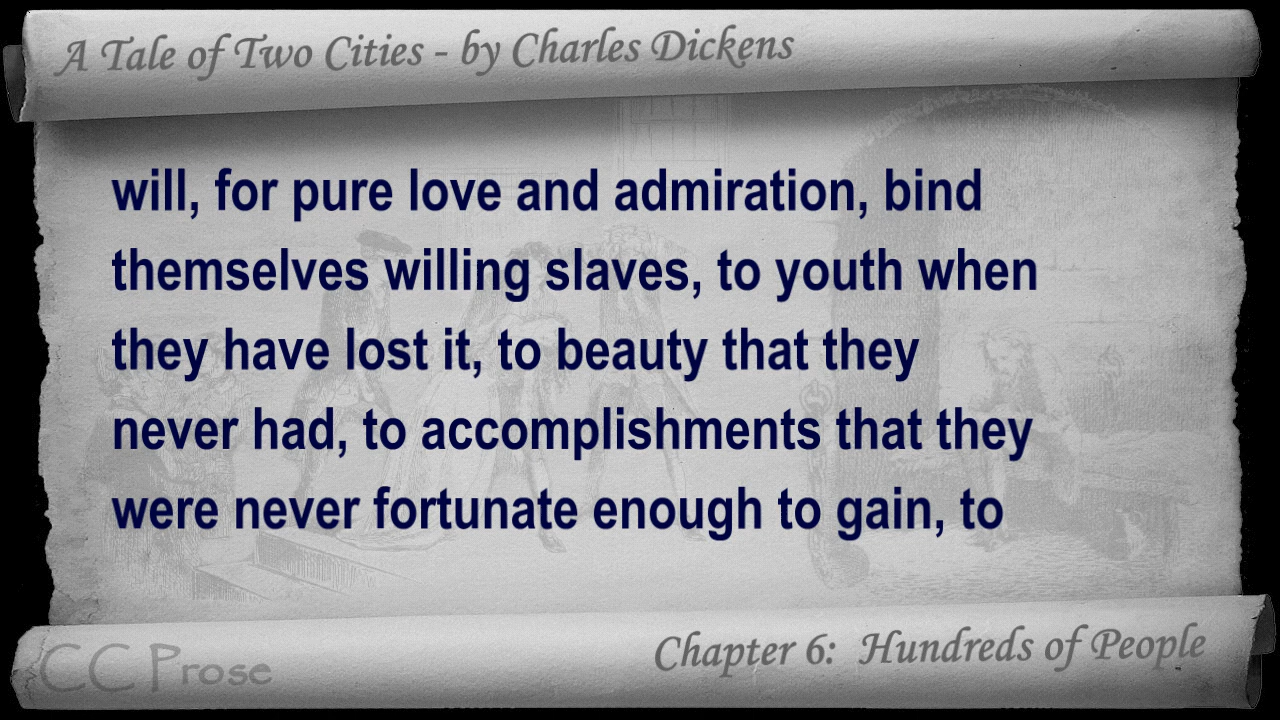 A Tale of Two Cities - by Charles Dickens
will, for pure love and admiration, bind
themselves willing slaves, to youth when
they have lost it, to beauty that they
never had, to accomplishments that they
were never fortunate enough to gain, to
CC Prose
Chapter 6: Hundreds of People